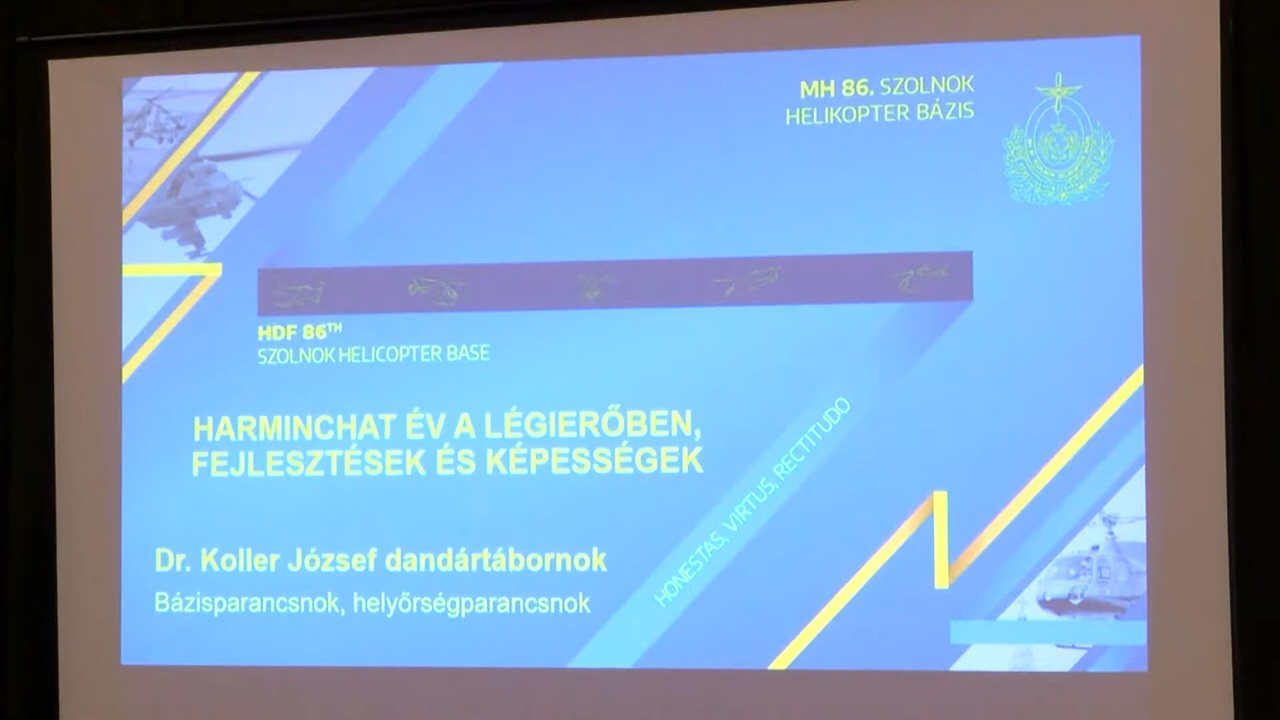 MH 86. SZOLNOK
HELIKOPTER BÁZIS
HDF 86TH
SZOLNOK HELICOPTER BASE
HARMINCHAT ÉV A LÉGIERŐBEN,
FEJLESZTÉSEK ÉS KÉPESSÉGEK
HONESTAS, VIRTUS, RECTITUDO
Dr. Koller József dandártábornok
Bázisparancsnok, helyőrségparancsnok